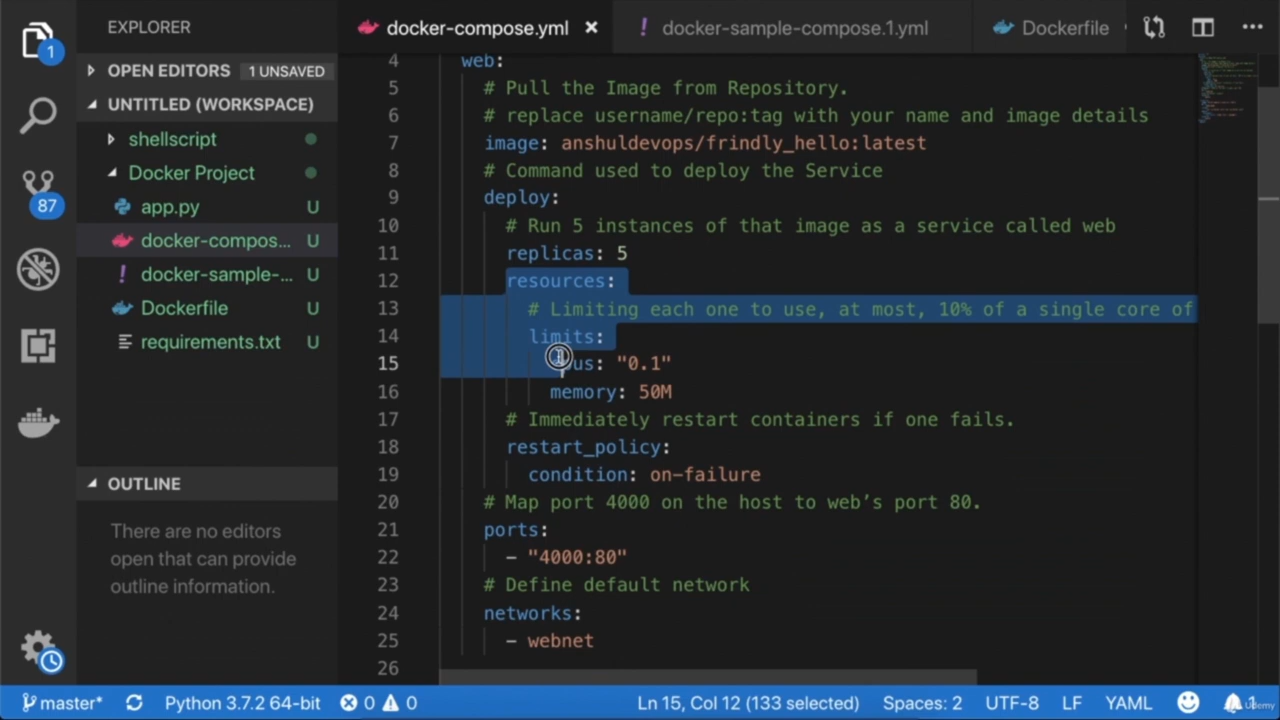 EXPLORER
docker-compose.yml
docker-sample-compose.1.yml
Dockerfile
1
OPEN EDITORS 1 UNSAVED
UNTITLED (WORKSPACE)
shellscript
Docker Project
app.py U
docker-compos... U
docker-sample-... U
Dockerfile U
requirements.txt U
87
OUTLINE
There are no editors
open that can provide
outline information.
4 web:
5 # Pull the Image from Repository.
6 # replace username/repo:tag with your name and image details
7 image: anshuldevops/frindly_hello:latest
8 # Command used to deploy the Service
9 deploy:
10 # Run 5 instances of that image as a service called web
11 replicas: 5
12 resources:
13 # Limiting each one to use, at most, 10% of a single core of
14 limits:
15 pus: "0.1"
16 memory: 50M
17 # Immediately restart containers if one fails.
18 restart_policy:
19 condition: on-failure
20 # Map port 4000 on the host to web’s port 80.
21 ports:
22 - "4000:80"
23 # Define default network
24 networks:
25 - webnet
26
master* Python 3.7.2 64-bit 0 0 Ln 15, Col 12 (133 selected) Spaces: 2 UTF-8 LF YAML 1
Udemy